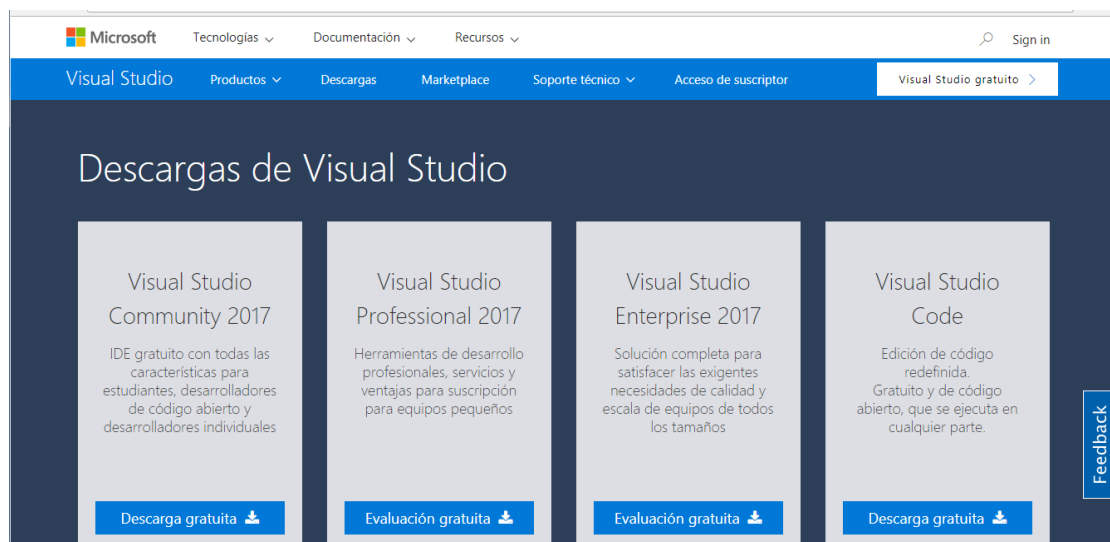 Microsoft Tecnologías Documentación Recursos Sign in
Visual Studio Productos Descargas Marketplace Soporte técnico Acceso de suscriptor Visual Studio gratuito
Descargas de Visual Studio
Visual Studio
Community 2017
IDE gratuito con todas las
características para
estudiantes, desarrolladores
de código abierto y
desarrolladores individuales
Descarga gratuita
Visual Studio
Professional 2017
Herramientas de desarrollo
profesionales, servicios y
ventajas para suscripción
para equipos pequeños
Evaluación gratuita
Visual Studio
Enterprise 2017
Solución completa para
satisfacer las exigentes
necesidades de calidad y
escala de equipos de todos
los tamaños
Evaluación gratuita
Visual Studio
Code
Edición de código
redefinida.
Gratuito y de código
abierto, que se ejecuta en
cualquier parte.
Descarga gratuita
Feedback